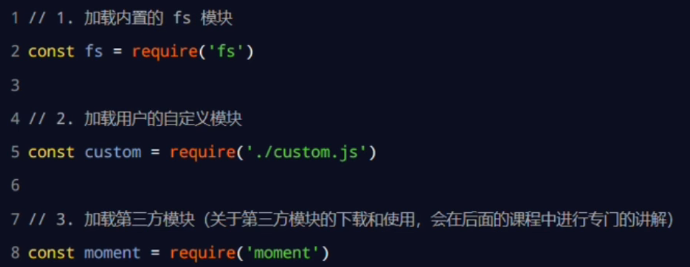 1 // 1. 加载内置的 fs 模块
2 const fs = require('fs')
3
4 // 2. 加载用户的自定义模块
5 const custom = require('./custom.js')
6
7 // 3. 加载第三方模块（关于第三方模块的下载和使用，会在后面的课程中进行专门的讲解）
8 const moment = require('moment')